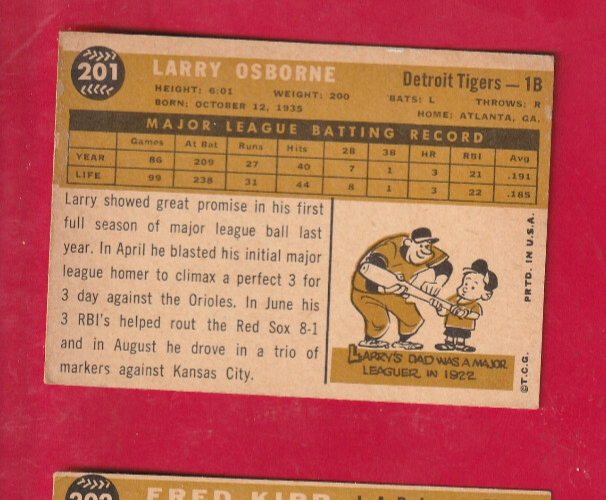 201
LARRY OSBORNE
Detroit Tigers — 1B
HEIGHT: 6:01 WEIGHT: 200 BATS: L THROWS: R
BORN: OCTOBER 12, 1935 HOME: ATLANTA, GA.
MAJOR LEAGUE BATTING RECORD
Games At Bat Runs Hits 2B 3B HR RBI Avg
YEAR 86 209 27 40 7 1 3 21 .191
LIFE 99 238 31 44 8 1 3 22 .185
Larry showed great promise in his first
full season of major league ball last
year. In April he blasted his initial major
league homer to climax a perfect 3 for
3 day against the Orioles. In June his
3 RBI's helped rout the Red Sox 8-1
and in August he drove in a trio of
markers against Kansas City.
LARRY'S DAD WAS A MAJOR
LEAGUER IN 1922
©T.C.G. PRTD. IN U.S.A.
202
FRED KIPP